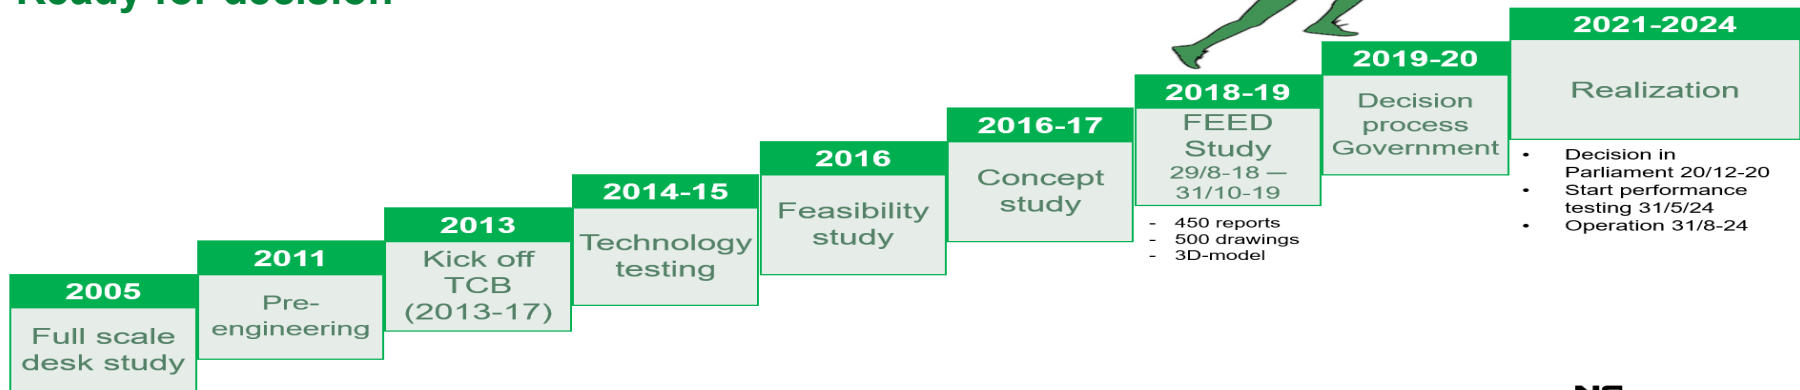 Ready for decision
2005
Full scale
desk study
2011
Pre-
engineering
2013
Kick off
TCB
(2013-17)
2014-15
Technology
testing
2016
Feasibility
study
2016-17
Concept
study
2018-19
FEED
Study
29/8-18 —
31/10-19
- 450 reports
- 500 drawings
- 3D-model
2019-20
Decision
process
Government
2021-2024
Realization
• Decision in
Parliament 20/12-20
• Start performance
testing 31/5/24
• Operation 31/8-24